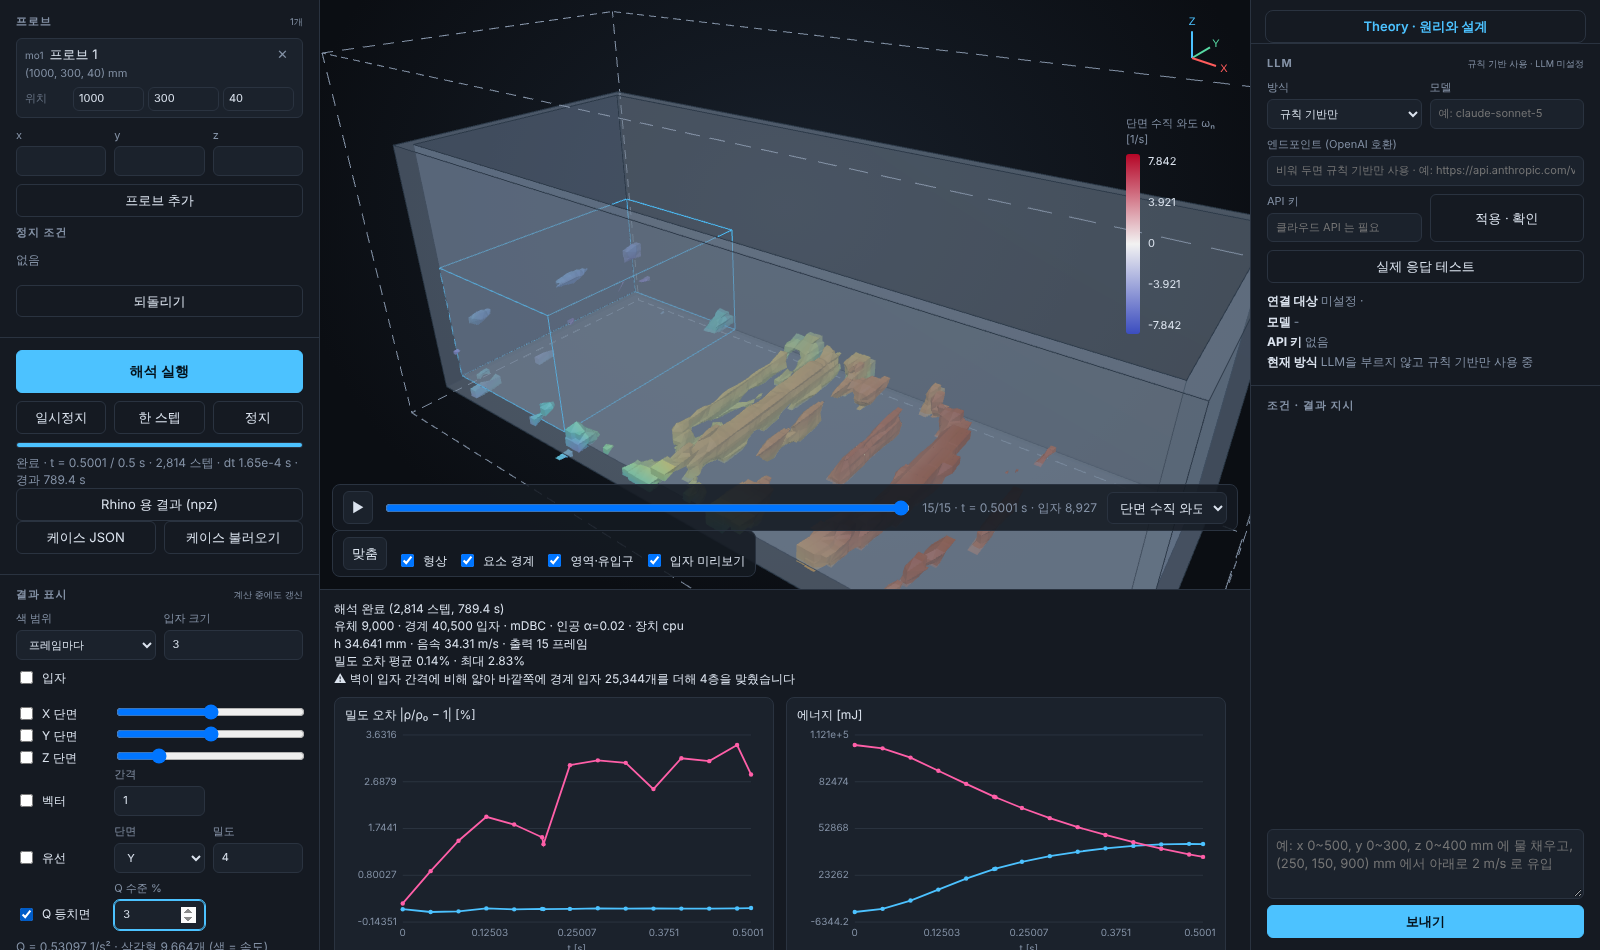 프로브
1개
mo1 프로브 1
✕
(1000, 300, 40) mm
위치 1000 300 40
x y z
프로브 추가
정지 조건
없음
되돌리기
해석 실행
일시정지 한 스텝 정지
완료 · t = 0.5001 / 0.5 s · 2,814 스텝 · dt 1.65e-4 s ·
경과 789.4 s
Rhino 용 결과 (npz)
케이스 JSON 케이스 불러오기
결과 표시
계산 중에도 갱신
색 범위 입자 크기
프레임마다 3
입자
X 단면
Y 단면
Z 단면
간격
벡터 1
단면 밀도
유선 Y 4
Q 수준 %
Q 등치면 3
Q = 0.53097 1/s² · 삼각형 9,664개 (색 = 속도)
Z
Y
X
단면 수직 와도 ωₙ
[1/s]
7.842
3.921
0
-3.921
-7.842
▶ 15/15 · t = 0.5001 s · 입자 8,927 단면 수직 와도
맞춤 형상 요소 경계 영역·유입구 입자 미리보기
해석 완료 (2,814 스텝, 789.4 s)
유체 9,000 · 경계 40,500 입자 · mDBC · 인공 α=0.02 · 장치 cpu
h 34.641 mm · 음속 34.31 m/s · 출력 15 프레임
밀도 오차 평균 0.14% · 최대 2.83%
⚠ 벽이 입자 간격에 비해 얇아 바깥쪽에 경계 입자 25,344개를 더해 4층을 맞췄습니다
밀도 오차 |ρ/ρ₀ − 1| [%]
3.6316
2.6879
1.7441
0.80027
-0.14351
0 0.12503 0.25007 0.3751 0.5001
t [s]
에너지 [mJ]
1.121e+5
82474
52868
23262
-6344.2
0 0.12503 0.25007 0.3751 0.5001
t [s]
Theory · 원리와 설계
LLM
규칙 기반 사용 · LLM 미설정
방식 모델
규칙 기반만 예: claude-sonnet-5
엔드포인트 (OpenAI 호환)
비워 두면 규칙 기반만 사용 · 예: https://api.anthropic.com/v
API 키
클라우드 API 는 필요
적용 · 확인
실제 응답 테스트
연결 대상 미설정 ·
모델 -
API 키 없음
현재 방식 LLM을 부르지 않고 규칙 기반만 사용 중
조건 · 결과 지시
예: x 0~500, y 0~300, z 0~400 mm 에 물 채우고,
(250, 150, 900) mm 에서 아래로 2 m/s 로 유입
보내기